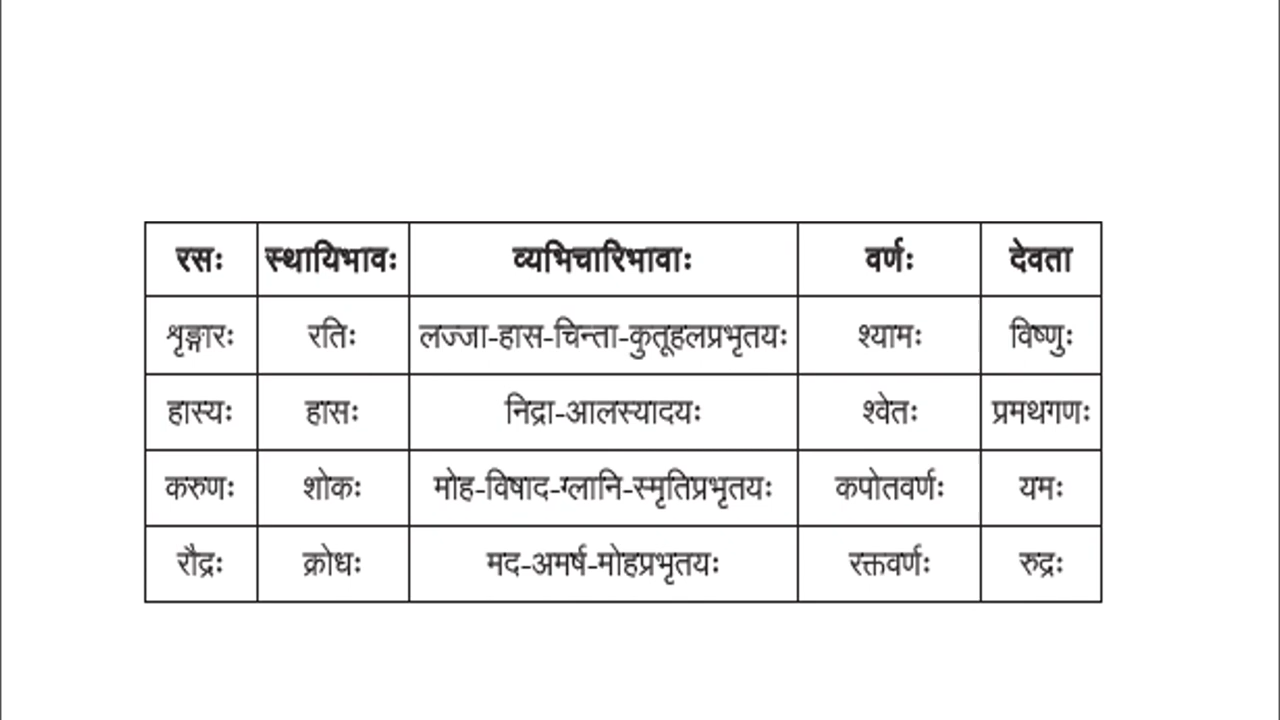 रसः स्थायिभावः व्यभिचारिभावाः वर्णः देवता
शृङ्गारः रतिः लज्जा-हास-चिन्ता-कुतूहलप्रभृतयः श्यामः विष्णुः
हास्यः हासः निद्रा-आलस्यादयः श्वेतः प्रमथगणः
करुणः शोकः मोह-विषाद-ग्लानि-स्मृतिप्रभृतयः कपोतवर्णः यमः
रौद्रः क्रोधः मद-अमर्ष-मोहप्रभृतयः रक्तवर्णः रुद्रः